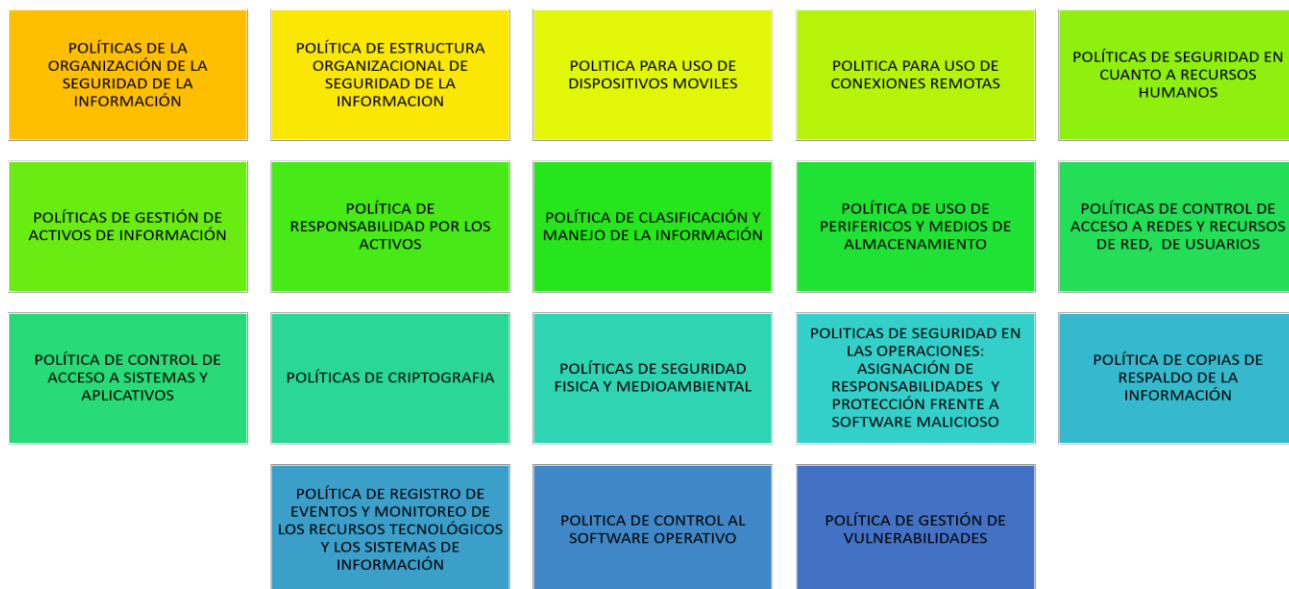 POLÍTICAS DE LA
ORGANIZACIÓN DE LA
SEGURIDAD DE LA
INFORMACIÓN
POLÍTICA DE ESTRUCTURA
ORGANIZACIONAL DE
SEGURIDAD DE LA
INFORMACION
POLITICA PARA USO DE
DISPOSITIVOS MOVILES
POLITICA PARA USO DE
CONEXIONES REMOTAS
POLÍTICAS DE SEGURIDAD EN
CUANTO A RECURSOS
HUMANOS
POLÍTICAS DE GESTIÓN DE
ACTIVOS DE INFORMACIÓN
POLÍTICA DE
RESPONSABILIDAD POR LOS
ACTIVOS
POLÍTICA DE CLASIFICACIÓN Y
MANEJO DE LA INFORMACIÓN
POLÍTICA DE USO DE
PERIFERICOS Y MEDIOS DE
ALMACENAMIENTO
POLÍTICAS DE CONTROL DE
ACCESO A REDES Y RECURSOS
DE RED, DE USUARIOS
POLÍTICA DE CONTROL DE
ACCESO A SISTEMAS Y
APLICATIVOS
POLÍTICAS DE CRIPTOGRAFIA
POLÍTICAS DE SEGURIDAD
FISICA Y MEDIOAMBIENTAL
POLITICAS DE SEGURIDAD EN
LAS OPERACIONES:
ASIGNACIÓN DE
RESPONSABILIDADES Y
PROTECCIÓN FRENTE A
SOFTWARE MALICIOSO
POLÍTICA DE COPIAS DE
RESPALDO DE LA
INFORMACIÓN
POLÍTICA DE REGISTRO DE
EVENTOS Y MONITOREO DE
LOS RECURSOS TECNOLÓGICOS
Y LOS SISTEMAS DE
INFORMACIÓN
POLITICA DE CONTROL AL
SOFTWARE OPERATIVO
POLÍTICA DE GESTIÓN DE
VULNERABILIDADES